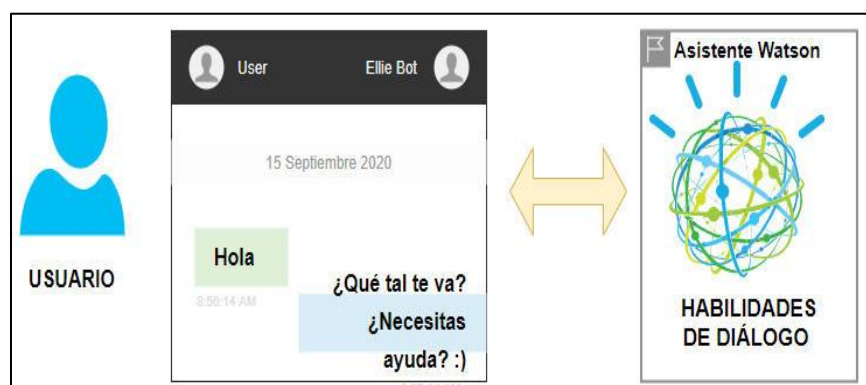 User
Ellie Bot
Asistente Watson
15 Septiembre 2020
Hola
8:56:14 AM
¿Qué tal te va?
¿Necesitas
ayuda? :)
USUARIO
HABILIDADES
DE DIÁLOGO